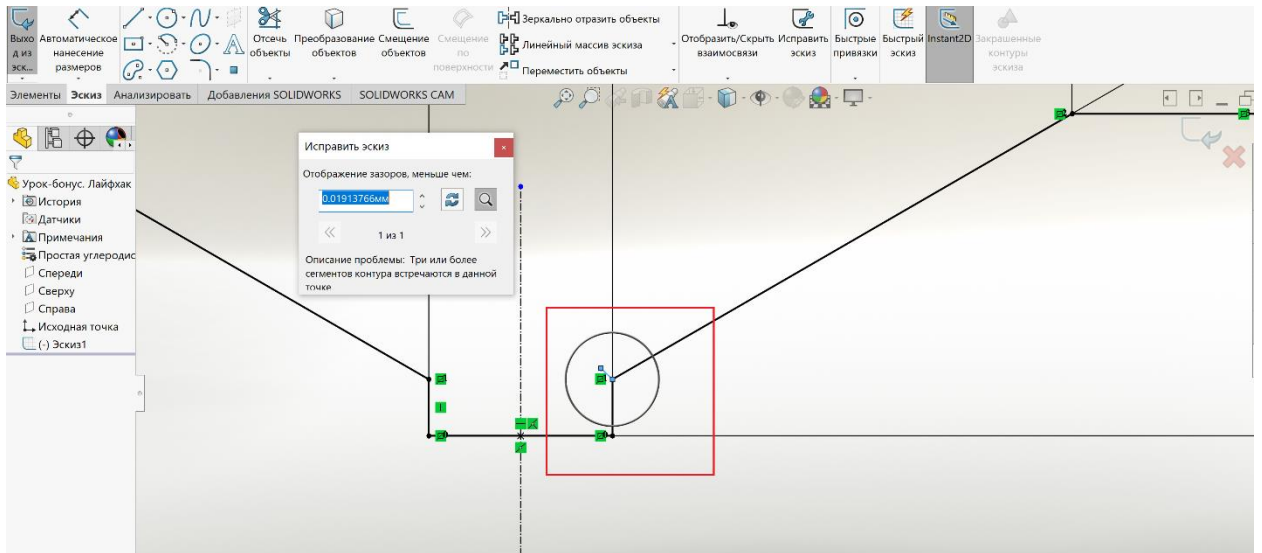 Выхо
д из
эск...
Автоматическое
нанесение
размеров
Отсечь
объекты
Преобразование
объектов
Смещение
объектов
Смещение
по
поверхности
Зеркально отразить объекты
Линейный массив эскиза
Переместить объекты
Отобразить/Скрыть
взаимосвязи
Исправить
эскиз
Быстрые
привязки
Быстрый
эскиз
Instant2D
Закрашенные
контуры
эскиза
Элементы Эскиз Анализировать Добавления SOLIDWORKS SOLIDWORKS CAM
Урок-бонус. Лайфхак
История
Датчики
Примечания
Простая углеродис
Спереди
Сверху
Справа
Исходная точка
(-) Эскиз1
Исправить эскиз
Отображение зазоров, меньше чем:
0.01913766мм
1 из 1
Описание проблемы: Три или более
сегментов контура встречаются в данной
точке